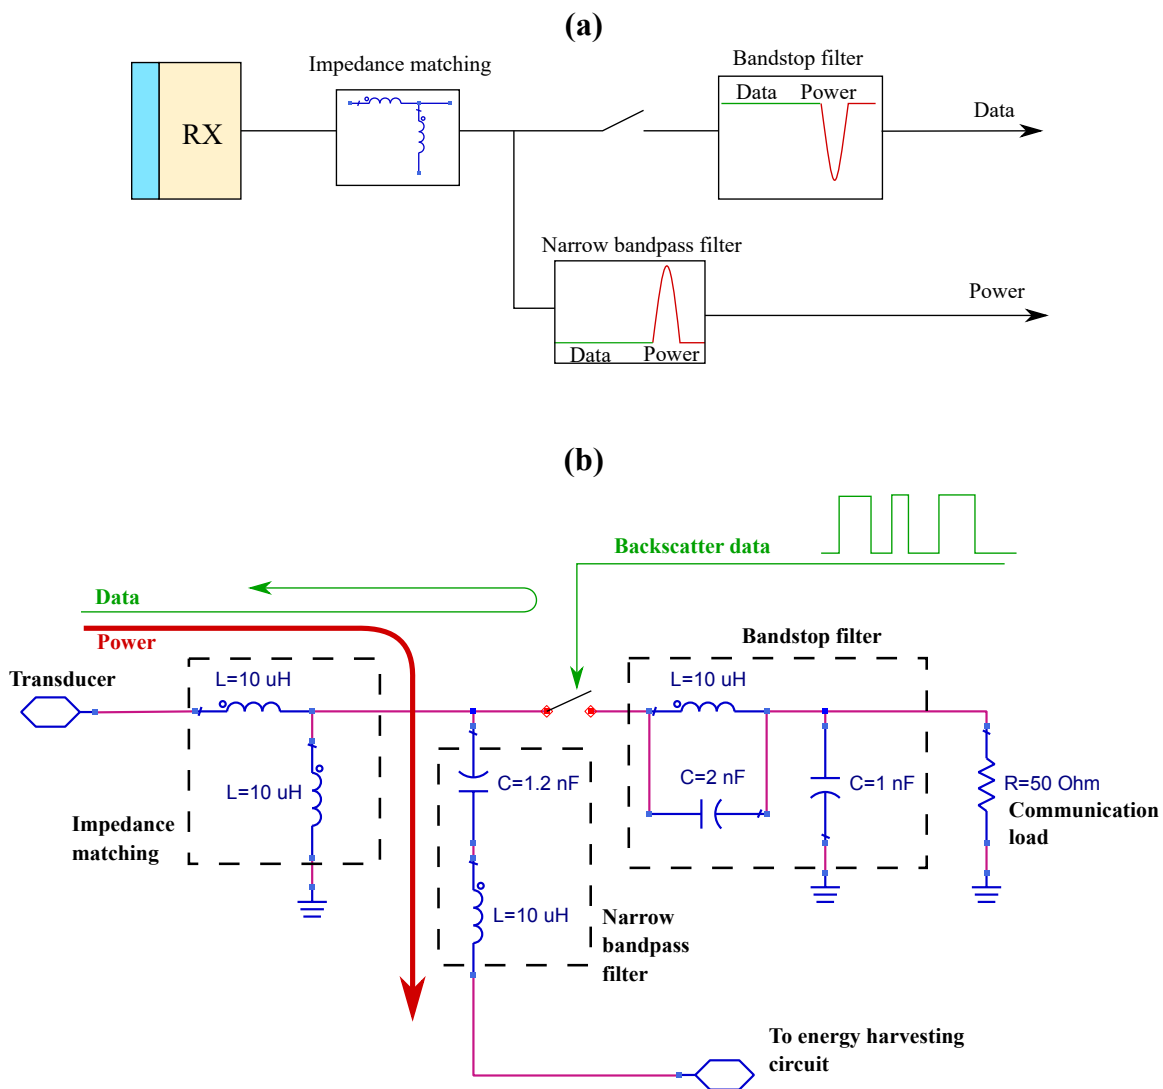 (a)
Impedance matching
Bandstop filter
RX
Data
Power
Data
Narrow bandpass filter
Data
Power
Power
(b)
Backscatter data
Data
Power
Bandstop filter
Transducer
L=10 uH
L=10 uH
L=10 uH
C=1.2 nF
C=2 nF
C=1 nF
R=50 Ohm
Communication
load
Impedance
matching
L=10 uH
Narrow
bandpass
filter
To energy harvesting
circuit